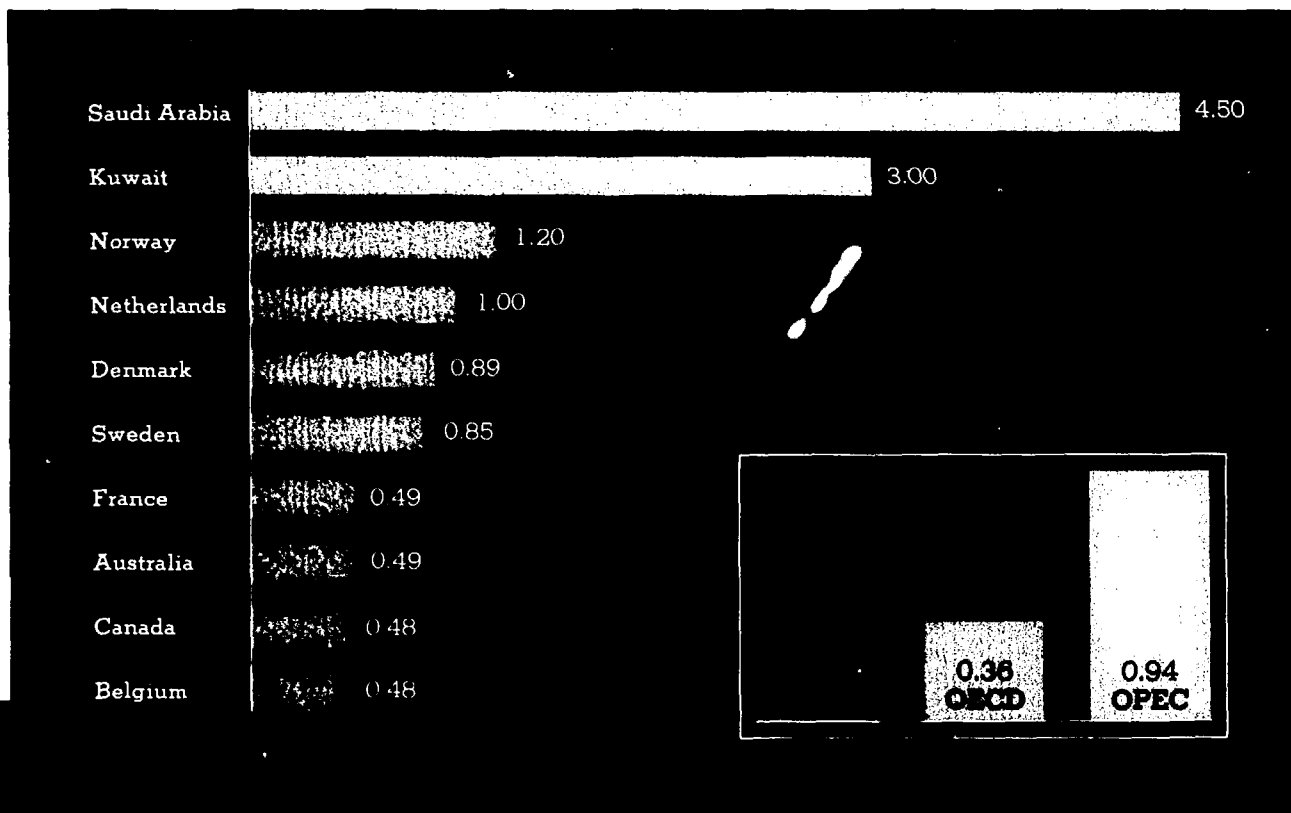 Saudi Arabia 4.50
Kuwait 3.00
Norway 1.20
Netherlands 1.00
Denmark 0.89
Sweden 0.85
France 0.49
Australia 0.49
Canada 0.48
Belgium 0.48
0.36
OECD
0.94
OPEC